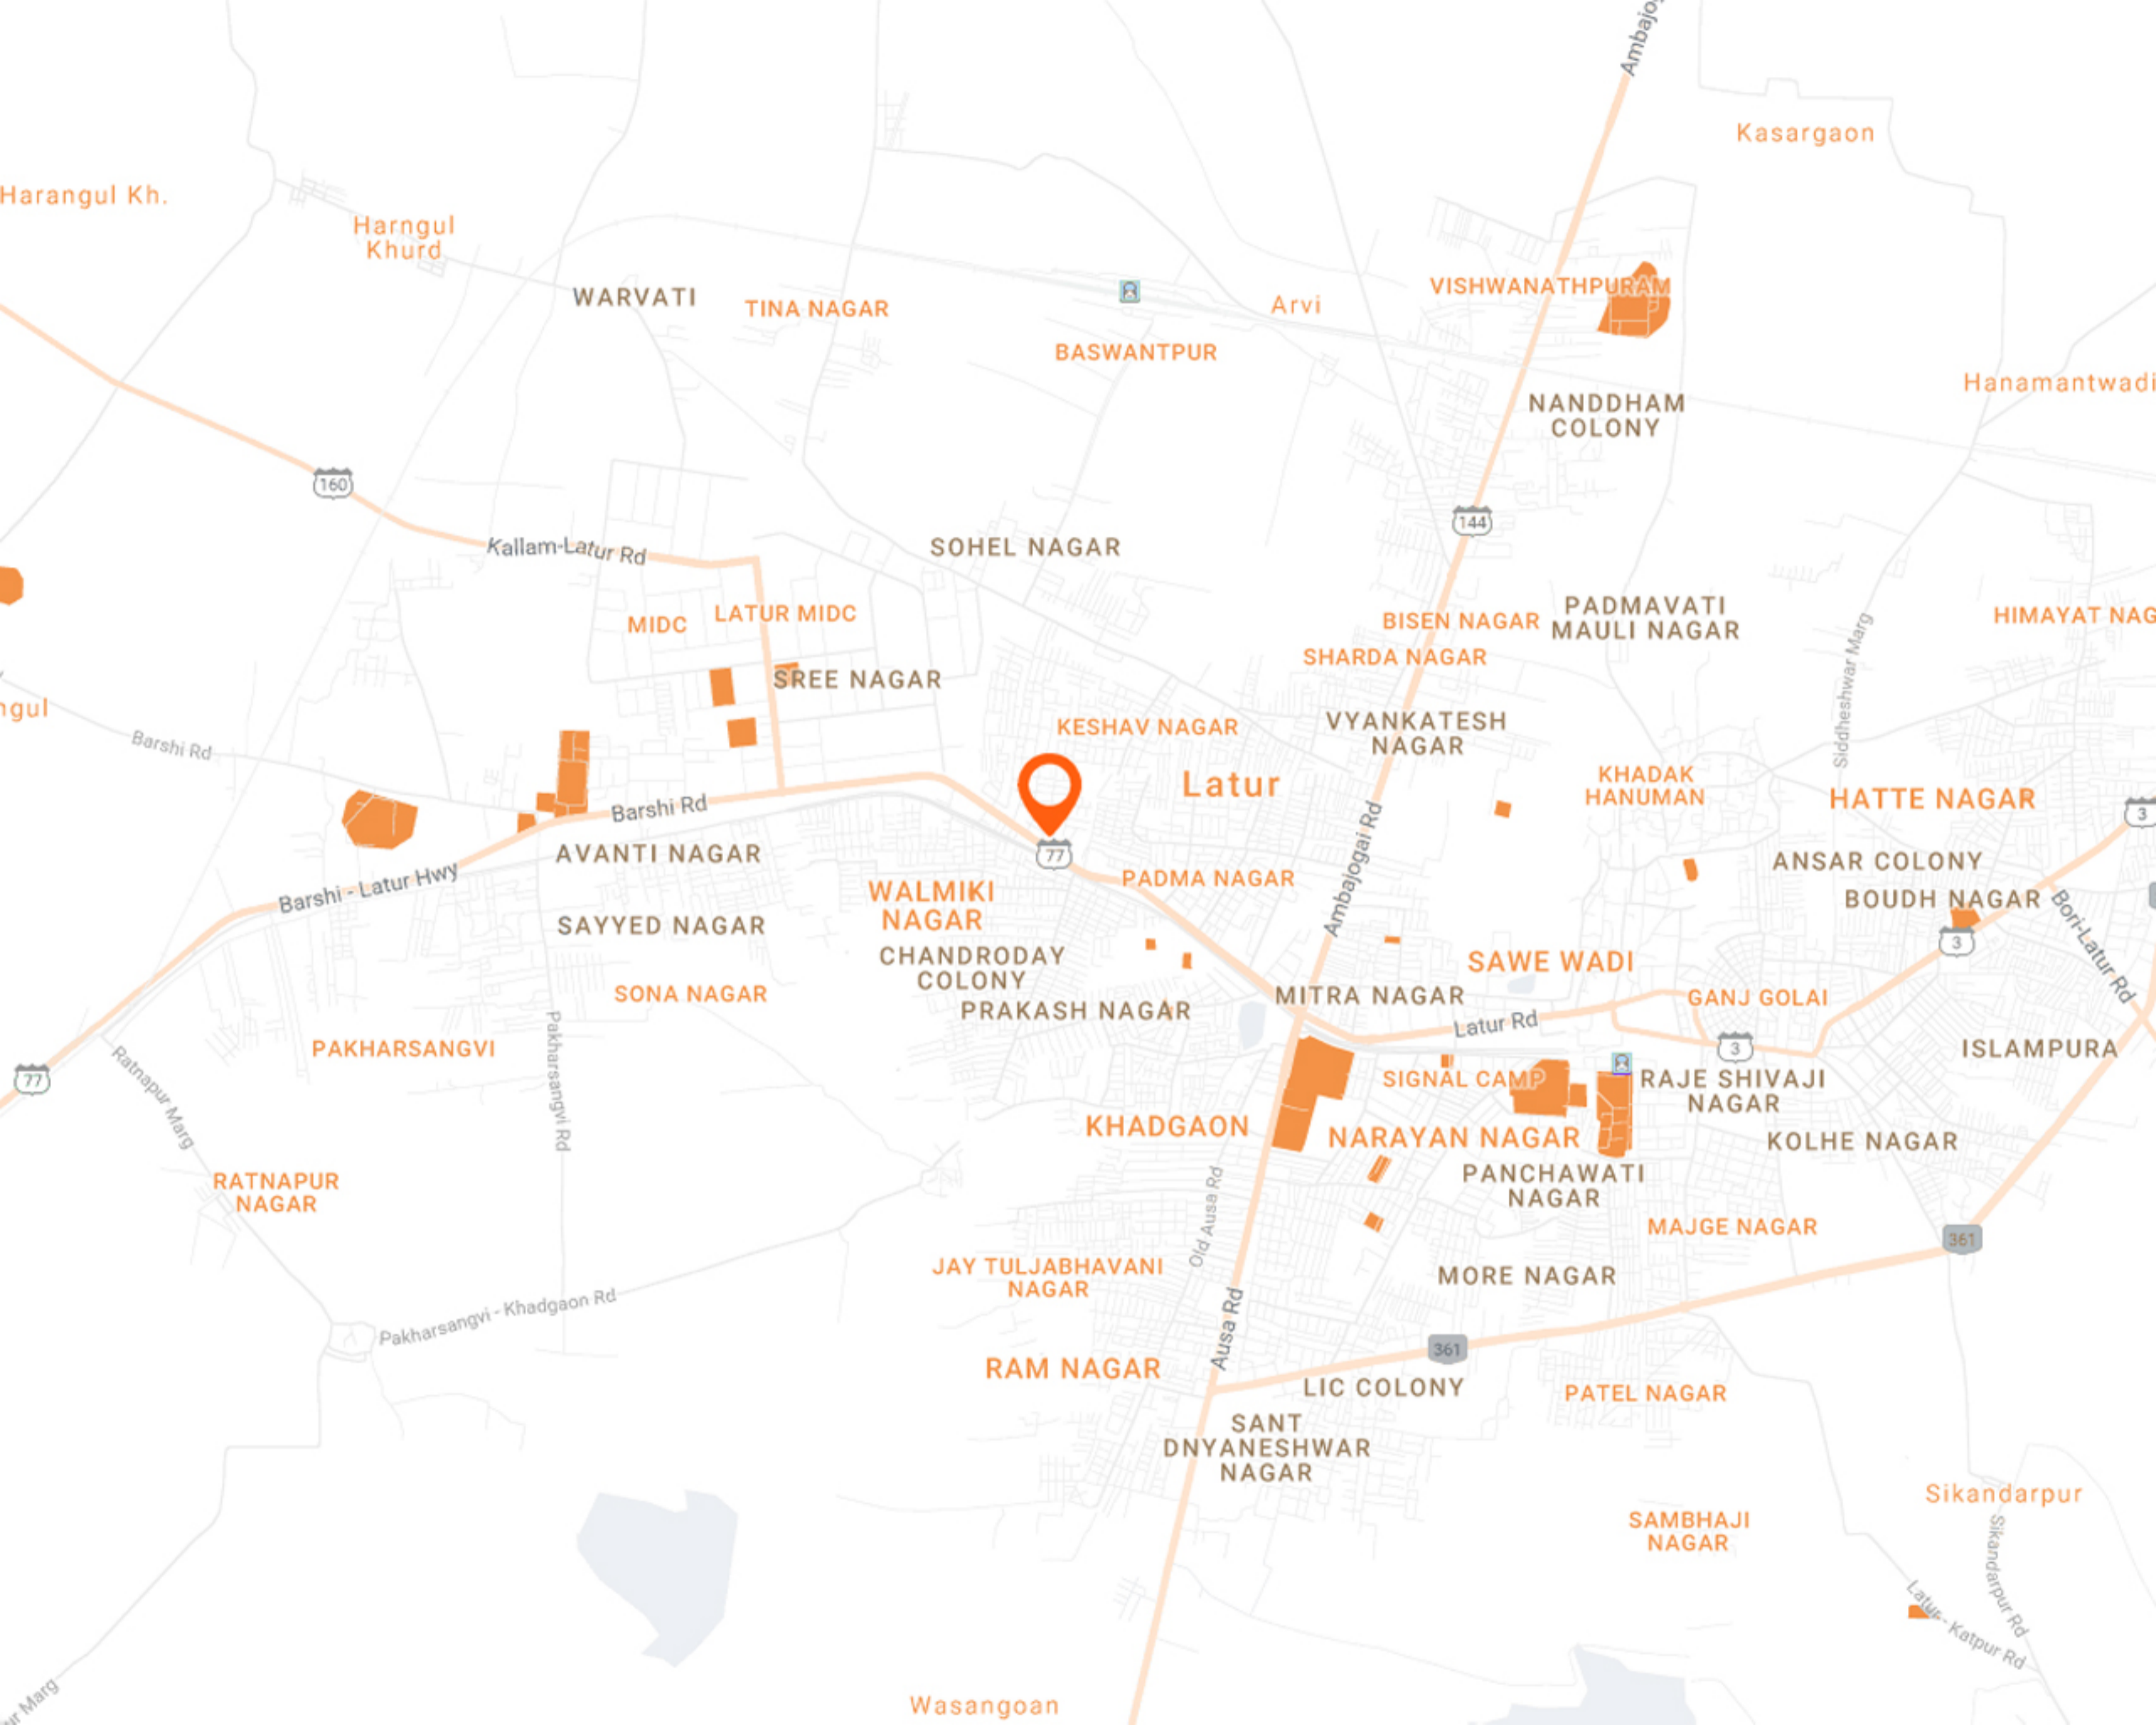 Ambajo
Kasargaon
Harangul Kh.
Harngul
Khurd
WARVATI
TINA NAGAR
Arvi
VISHWANATHPURAM
BASWANTPUR
Hanamantwadi
NANDDHAM
COLONY
160
144
Kallam-Latur Rd
SOHEL NAGAR
MIDC
LATUR MIDC
BISEN NAGAR
PADMAVATI
MAULI NAGAR
HIMAYAT NAG
SHARDA NAGAR
Siddheshwar Marg
SREE NAGAR
ngul
Barshi Rd
KESHAV NAGAR
VYANKATESH
NAGAR
Latur
KHADAK
HANUMAN
HATTE NAGAR
3
Barshi Rd
AVANTI NAGAR
77
Ambajogai Rd
ANSAR COLONY
Barshi - Latur Hwy
WALMIKI
NAGAR
PADMA NAGAR
BOUDH NAGAR
Bori-Latur Rd
SAYYED NAGAR
3
CHANDRODAY
COLONY
SAWE WADI
SONA NAGAR
PRAKASH NAGAR
MITRA NAGAR
GANJ GOLAI
Latur Rd
PAKHARSANGVI
Pakharsangvi Rd
3
ISLAMPURA
77
Ratnapur Marg
SIGNAL CAMP
RAJE SHIVAJI
NAGAR
KHADGAON
NARAYAN NAGAR
KOLHE NAGAR
RATNAPUR
NAGAR
PANCHAWATI
NAGAR
Old Ausa Rd
MAJGE NAGAR
361
JAY TULJABHAVANI
NAGAR
MORE NAGAR
Pakharsangvi - Khadgaon Rd
Ausa Rd
361
RAM NAGAR
LIC COLONY
PATEL NAGAR
SANT
DNYANESHWAR
NAGAR
Sikandarpur
SAMBHAJI
NAGAR
Sikandarpur Rd
Latur - Katpur Rd
ur Marg
Wasangoan